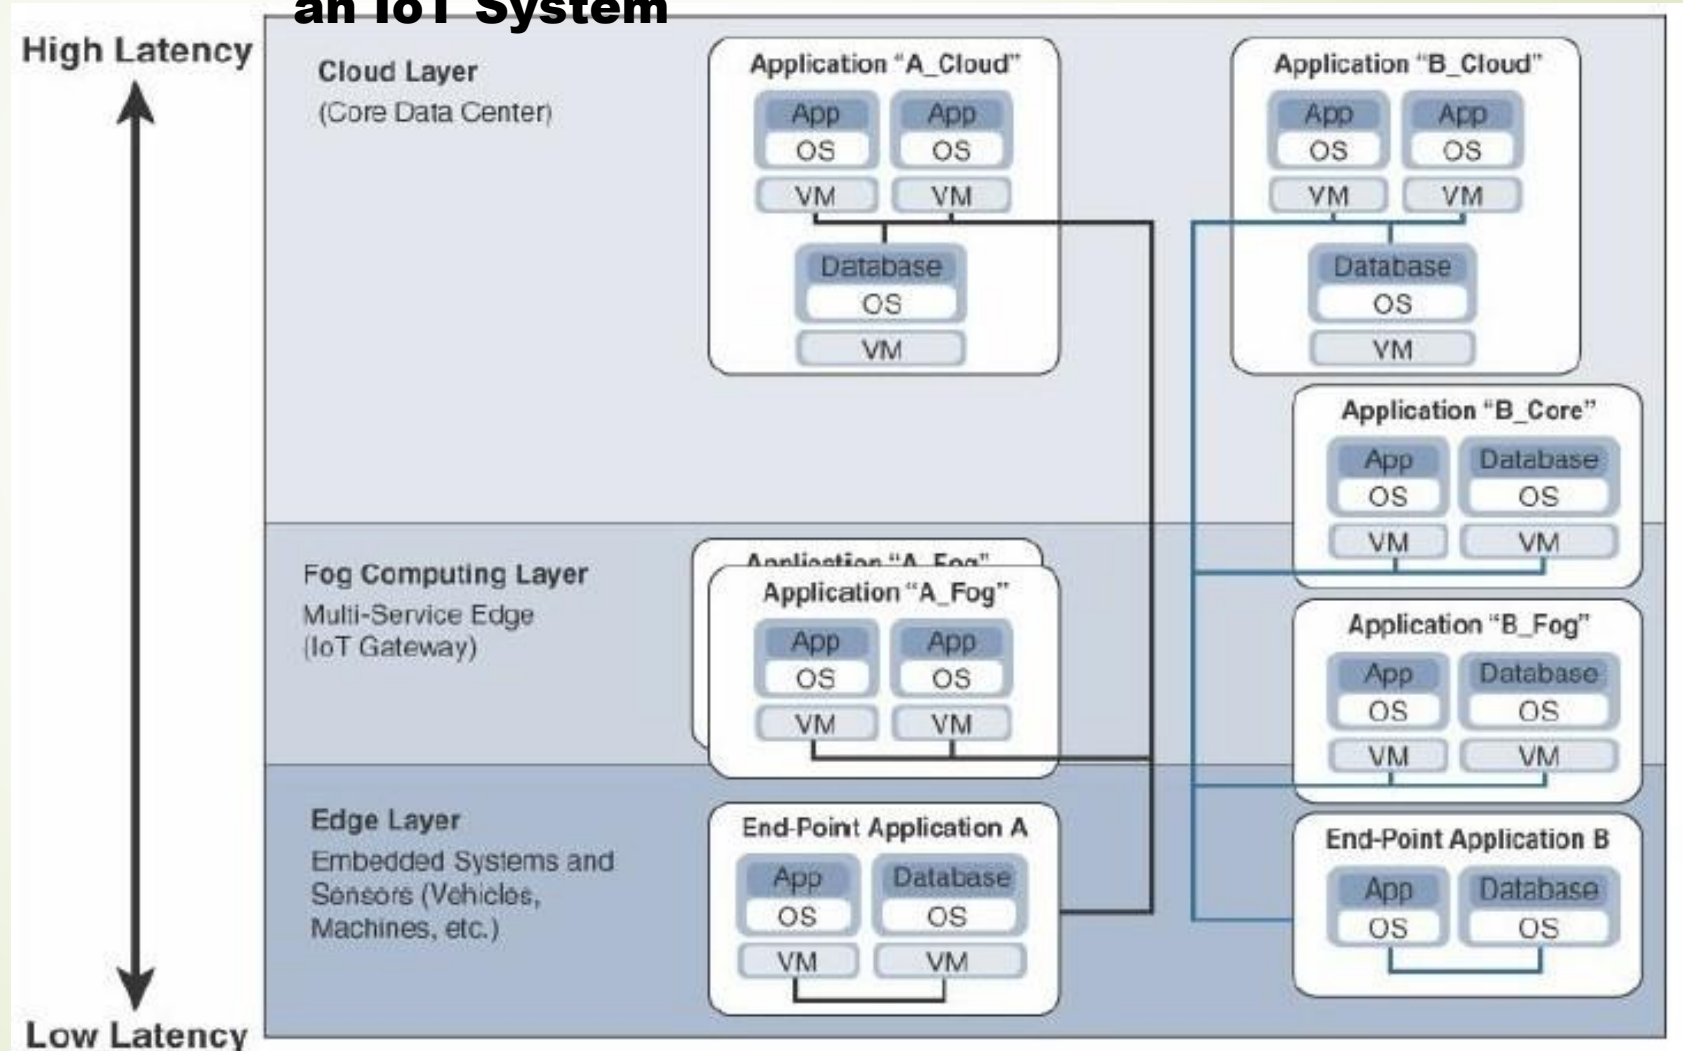 an IoT System
High Latency
Cloud Layer
(Core Data Center)
Application “A_Cloud”
App App
OS OS
VM VM
Database
OS
VM
Application “B_Cloud”
App App
OS OS
VM VM
Database
OS
VM
Application “B_Core”
App Database
OS OS
VM VM
Fog Computing Layer
Multi-Service Edge
(IoT Gateway)
Application “A_Fog”
Application “A_Fog”
App App
OS OS
VM VM
Application “B_Fog”
App Database
OS OS
VM VM
Edge Layer
Embedded Systems and
Sensors (Vehicles,
Machines, etc.)
End-Point Application A
App Database
OS OS
VM VM
End-Point Application B
App Database
OS OS
Low Latency